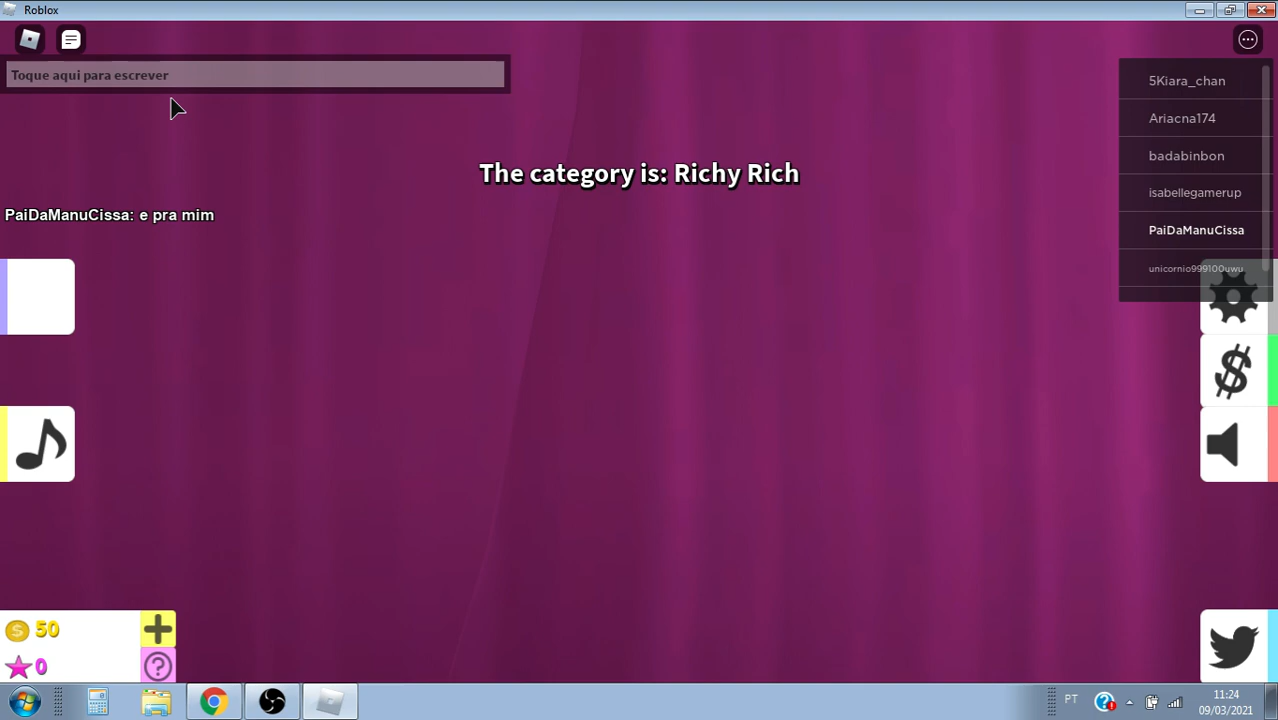 Roblox
Toque aqui para escrever
5Kiara_chan
Ariacna174
badabinbon
isabellegamerup
PaiDaManuCissa
unicornio999100uwu
The category is: Richy Rich
PaiDaManuCissa: e pra mim
$
50
0
?
PT
11:24
09/03/2021